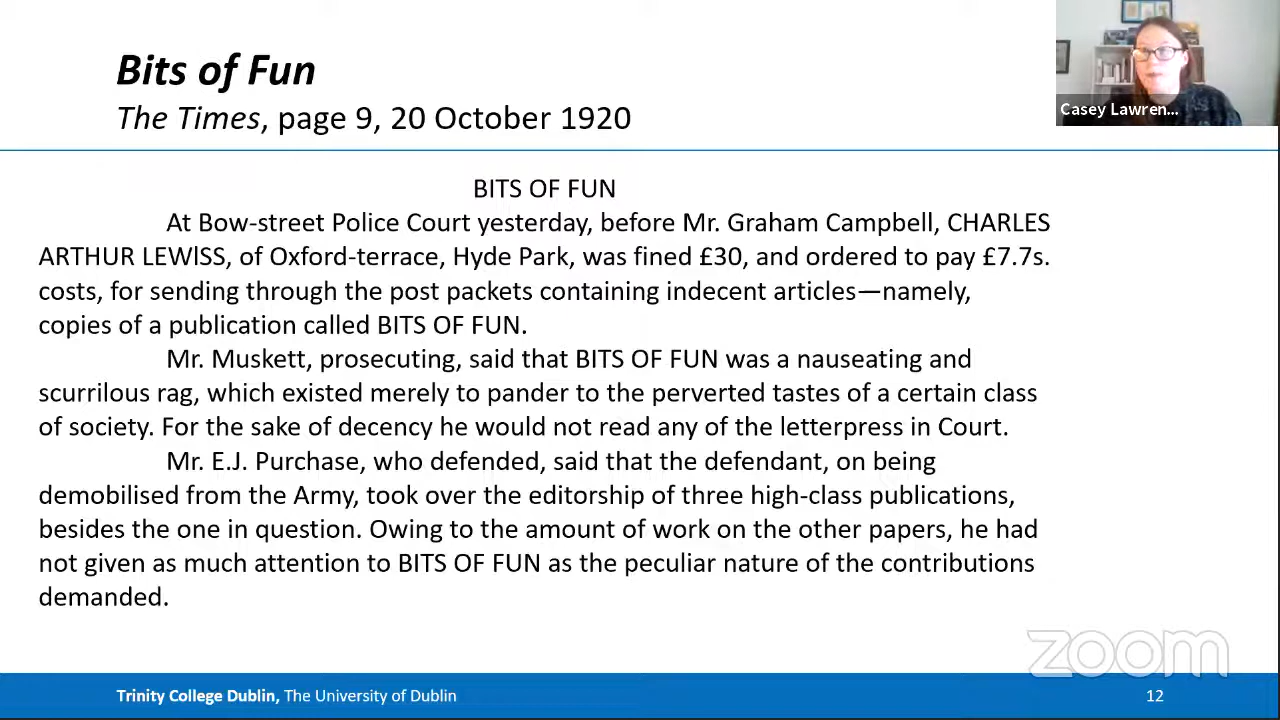 Bits of Fun
The Times, page 9, 20 October 1920
Casey Lawren...
BITS OF FUN
At Bow-street Police Court yesterday, before Mr. Graham Campbell, CHARLES
ARTHUR LEWlSS, of Oxford-terrace, Hyde Park, was fined £30, and ordered to pay £7.7s.
costs, for sending through the post packets containing indecent articles—namely,
copies of a publication called BITS OF FUN.
Mr. Muskett, prosecuting, said that BITS OF FUN was a nauseating and
scurrilous rag, which existed merely to pander to the perverted tastes of a certain class
of society. For the sake of decency he would not read any of the letterpress in Court.
Mr. E.J. Purchase, who defended, said that the defendant, on being
demobilised from the Army, took over the editorship of three high-class publications,
besides the one in question. Owing to the amount of work on the other papers, he had
not given as much attention to BITS OF FUN as the peculiar nature of the contributions
demanded.
zoom
Trinity College Dublin, The University of Dublin
12